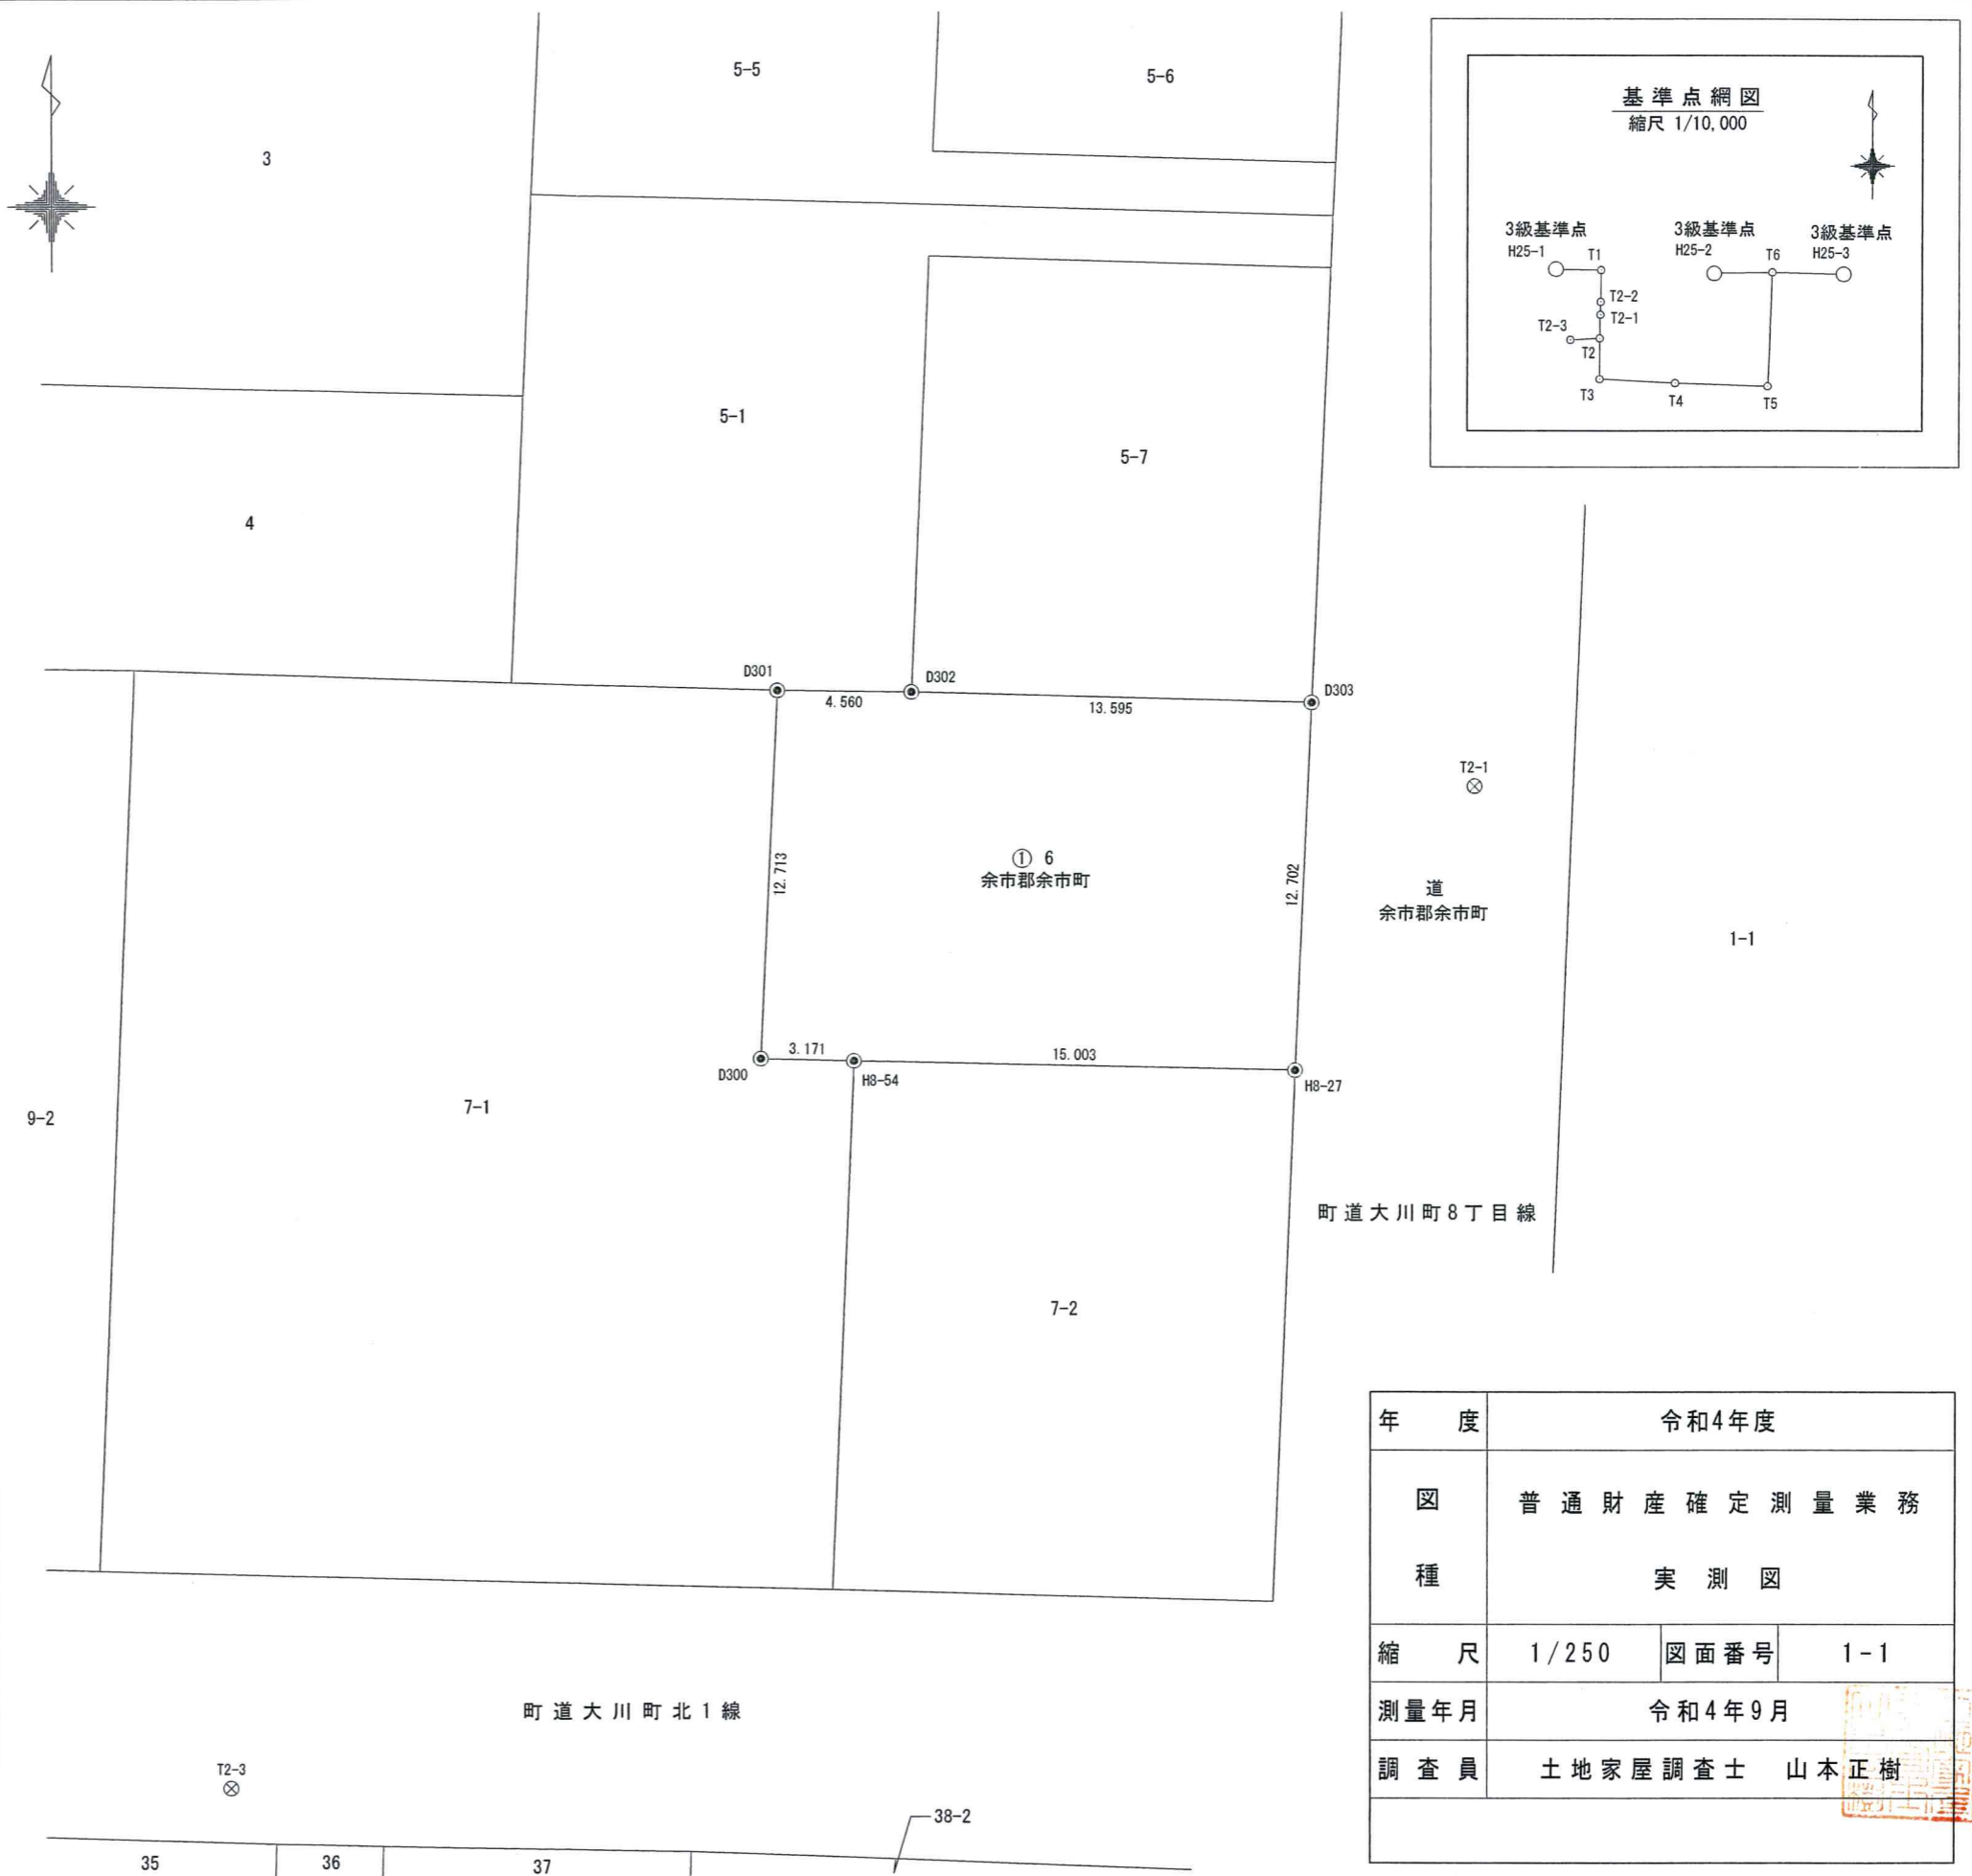 5-5
5-6
3
基準点網図
縮尺 1/10,000
3級基準点
H25-1
T1
3級基準点
H25-2
T6
3級基準点
H25-3
T2-2
T2-1
T2-3
T2
T3
T4
T5
5-1
5-7
4
D301
D302
D303
4.560
13.595
T2-1
12.713
① 6
余市郡余市町
12.702
道
余市郡余市町
1-1
3.171
15.003
D300
H8-54
H8-27
9-2
7-1
町道大川町8丁目線
7-2
年度 令和4年度
図種 普通財産確定測量業務
実測図
縮尺 1/250 図面番号 1-1
測量年月 令和4年9月
調査員 土地家屋調査士 山本正樹
町道大川町北1線
T2-3
38-2
35
36
37